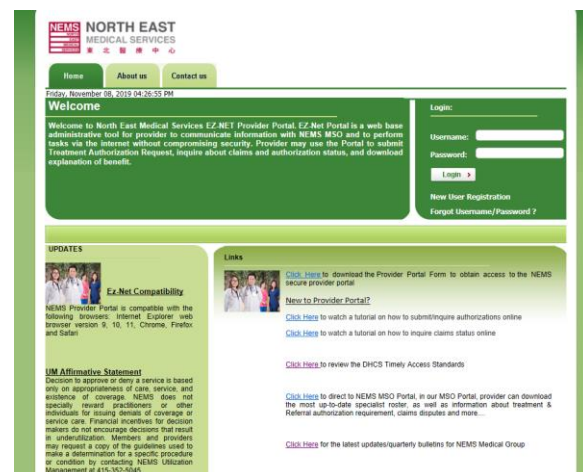 NEMS NORTH EAST
MEDICAL SERVICES
東北醫療中心
Home About us Contact us
Friday, November 08, 2019 04:26:55 PM
Welcome
Welcome to North East Medical Services EZ-NET Provider Portal. EZ-Net Portal is a web base
administrative tool for provider to communicate information with NEMS MSO and to perform
tasks via the internet without compromising security. Provider may use the Portal to submit
Treatment Authorization Request, inquire about claims and authorization status, and download
explanation of benefit.
Login:
Username:
Password:
Login
New User Registration
Forgot Username/Password ?
UPDATES
Ez-Net Compatibility
NEMS Provider Portal is compatible with the
following browsers: Internet Explorer web
browser version 9, 10, 11, Chrome, Firefox
and Safari
UM Affirmative Statement
Decision to approve or deny a service is based
only on appropriateness of care, service, and
existence of coverage. NEMS does not
specially reward practitioners or other
individuals for issuing denials of coverage or
service care. Financial incentives for decision
makers do not encourage decisions that result
in underutilization. Members and providers
may request a copy of the guidelines used to
make a determination for a specific procedure
or condition by contacting NEMS Utilization
Management at 415-352-5045
Links
Click Here to download the Provider Portal Form to obtain access to the NEMS
secure provider portal
New to Provider Portal?
Click Here to watch a tutorial on how to submit/inquire authorizations online
Click Here to watch a tutorial on how to inquire claims status online
Click Here to review the DHCS Timely Access Standards
Click Here to direct to NEMS MSO Portal, in our MSO Portal, provider can download
the most up-to-date specialist roster, as well as information about treatment &
Referral authorization requirement, claims disputes and more...
Click Here for the latest updates/quarterly bulletins for NEMS Medical Group